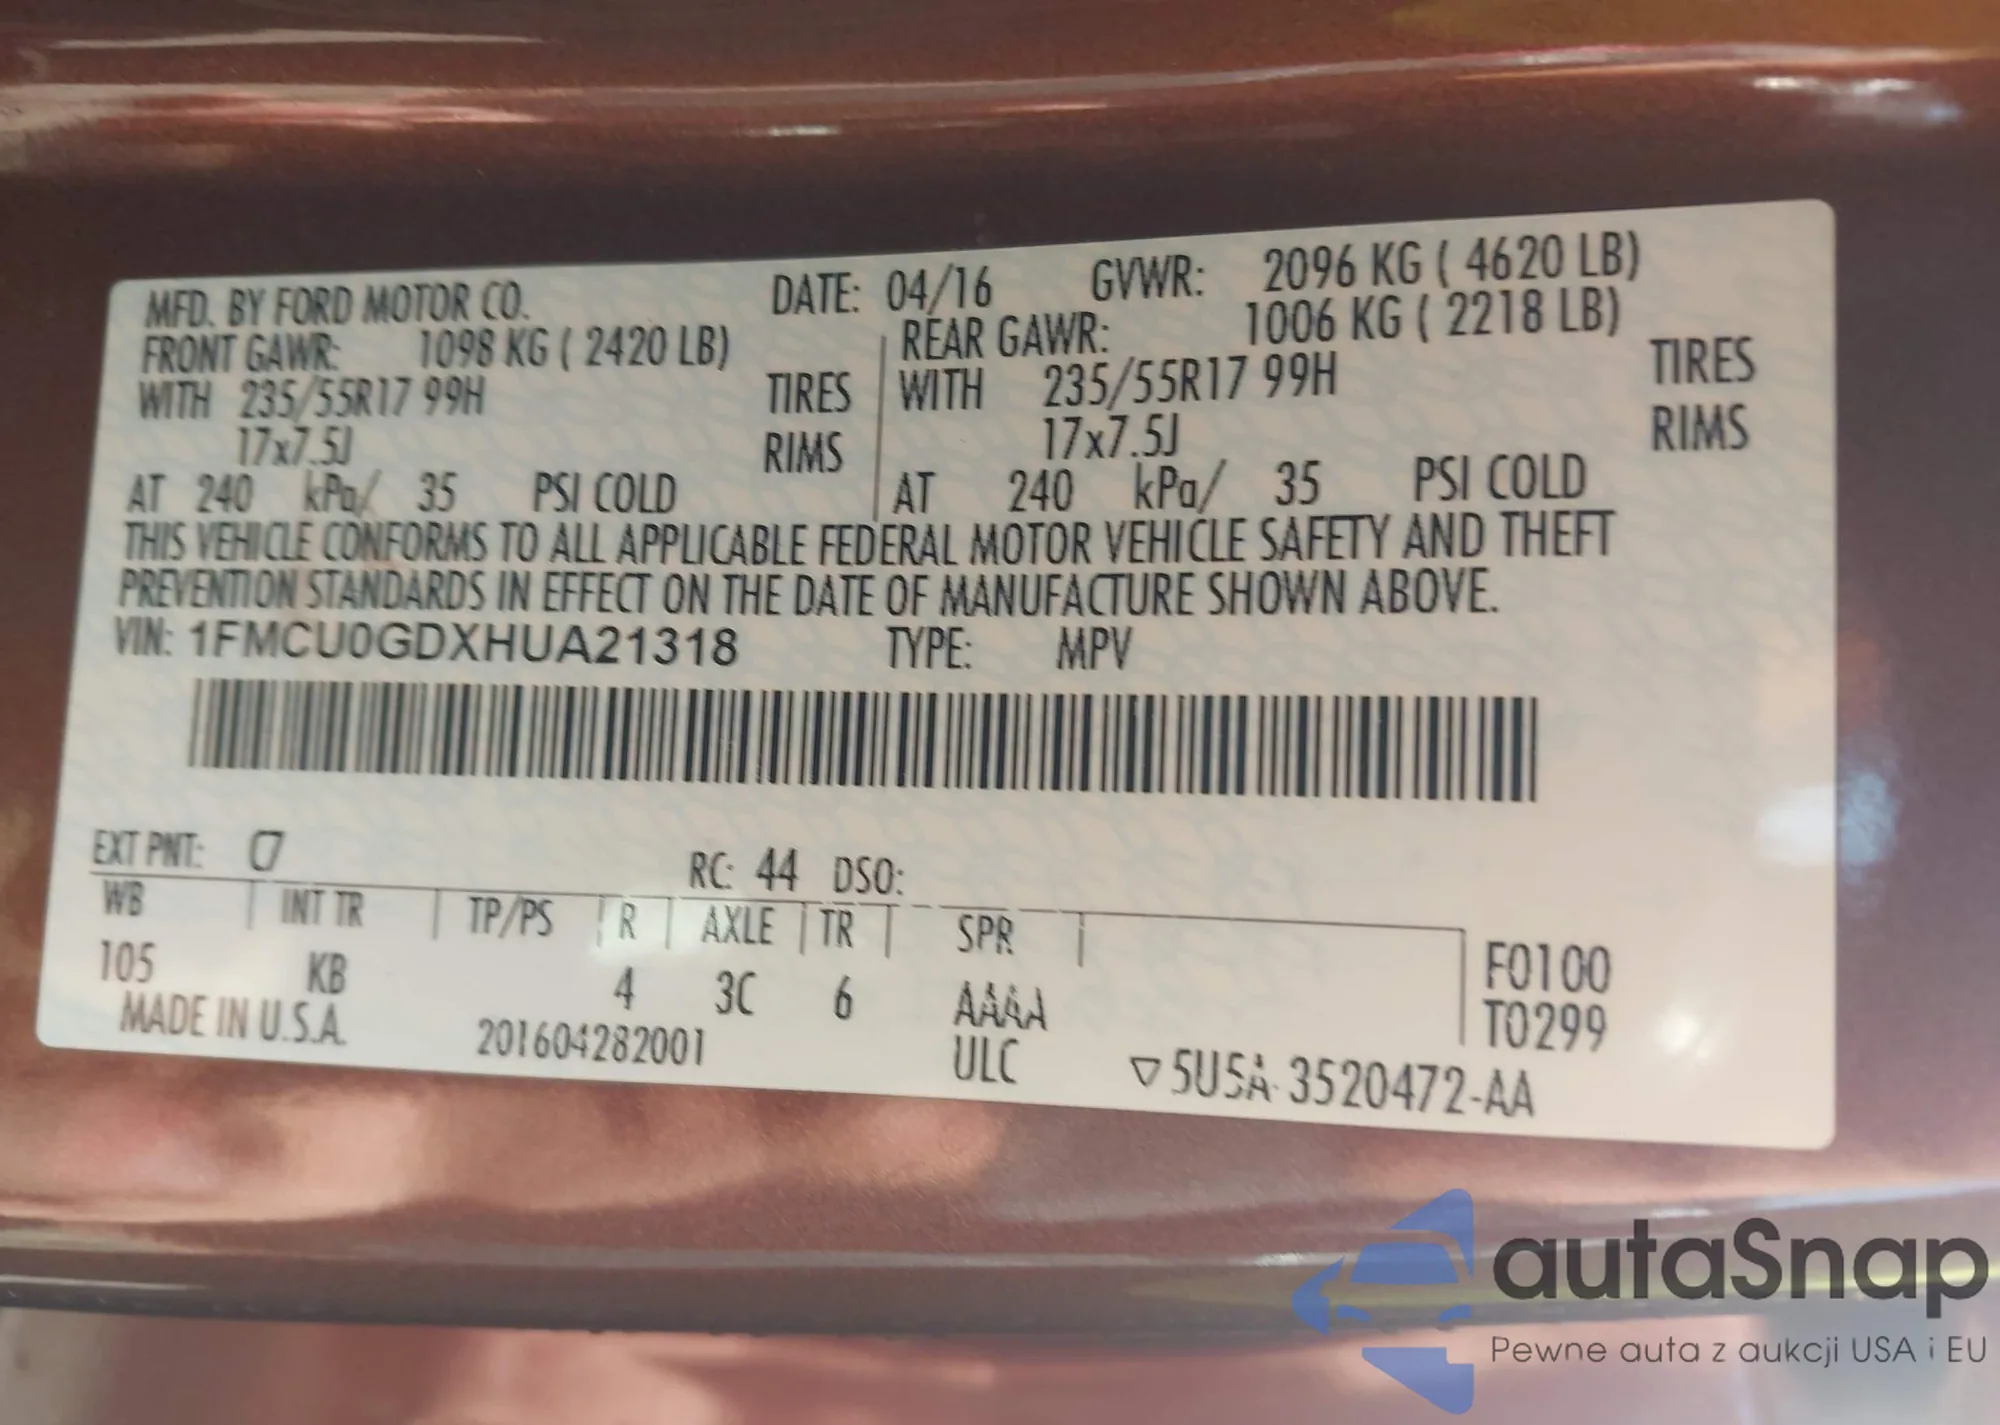 MFD. BY FORD MOTOR CO. DATE: 04/16 GVWR: 2096 KG ( 4620 LB)
FRONT GAWR: 1098 KG ( 2420 LB) REAR GAWR: 1006 KG ( 2218 LB)
WITH 235/55R17 99H TIRES WITH 235/55R17 99H TIRES
17x7.5J RIMS 17x7.5J RIMS
AT 240 kPa/ 35 PSI COLD AT 240 kPa/ 35 PSI COLD
THIS VEHICLE CONFORMS TO ALL APPLICABLE FEDERAL MOTOR VEHICLE SAFETY AND THEFT
PREVENTION STANDARDS IN EFFECT ON THE DATE OF MANUFACTURE SHOWN ABOVE.
VIN: 1FMCU0GDXHUA21318 TYPE: MPV
EXT PNT: C7 RC: 44 DSO:
WB INT TR TP/PS R AXLE TR SPR
105 KB 4 3C 6 AAAA F0100
MADE IN U.S.A. 201604282001 ULC T0299
▽5U5A-3520472-AA
autaSnap
Pewne auta z aukcji USA i EU